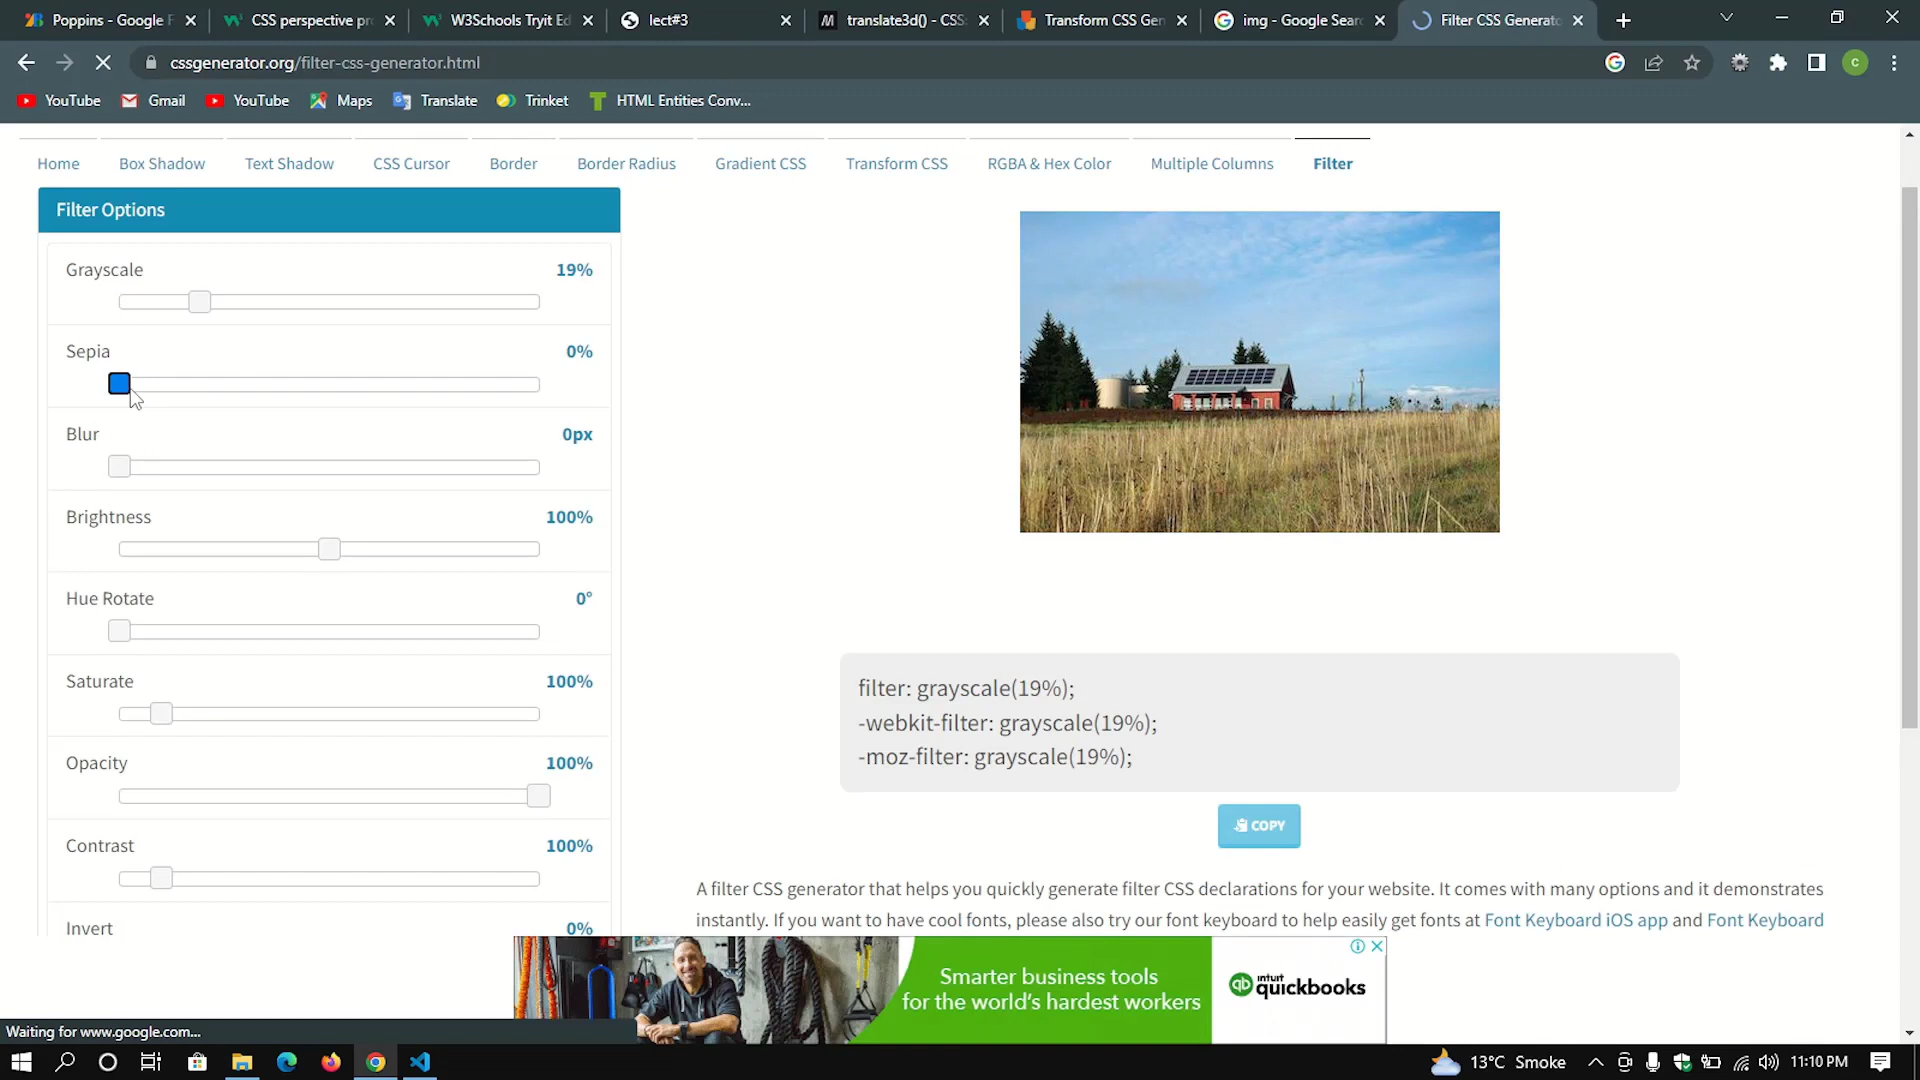 Poppins - Google F
CSS perspective pr
W3Schools Tryit Ed
lect#3
translate3d() - CSS
Transform CSS Gen
img - Google Sear
Filter CSS Generato
cssgenerator.org/filter-css-generator.html
C
YouTube
Gmail
YouTube
Maps
Translate
Trinket
HTML Entities Conv...
Home
Box Shadow
Text Shadow
CSS Cursor
Border
Border Radius
Gradient CSS
Transform CSS
RGBA & Hex Color
Multiple Columns
Filter
Filter Options
Grayscale 19%
Sepia 0%
Blur 0px
Brightness 100%
Hue Rotate 0°
Saturate 100%
Opacity 100%
Contrast 100%
Invert 0%
filter: grayscale(19%);
-webkit-filter: grayscale(19%);
-moz-filter: grayscale(19%);
COPY
A filter CSS generator that helps you quickly generate filter CSS declarations for your website. It comes with many options and it demonstrates
instantly. If you want to have cool fonts, please also try our font keyboard to help easily get fonts at Font Keyboard iOS app and Font Keyboard
Smarter business tools
for the world's hardest workers
intuit
quickbooks
Waiting for www.google.com...
13°C Smoke
11:10 PM